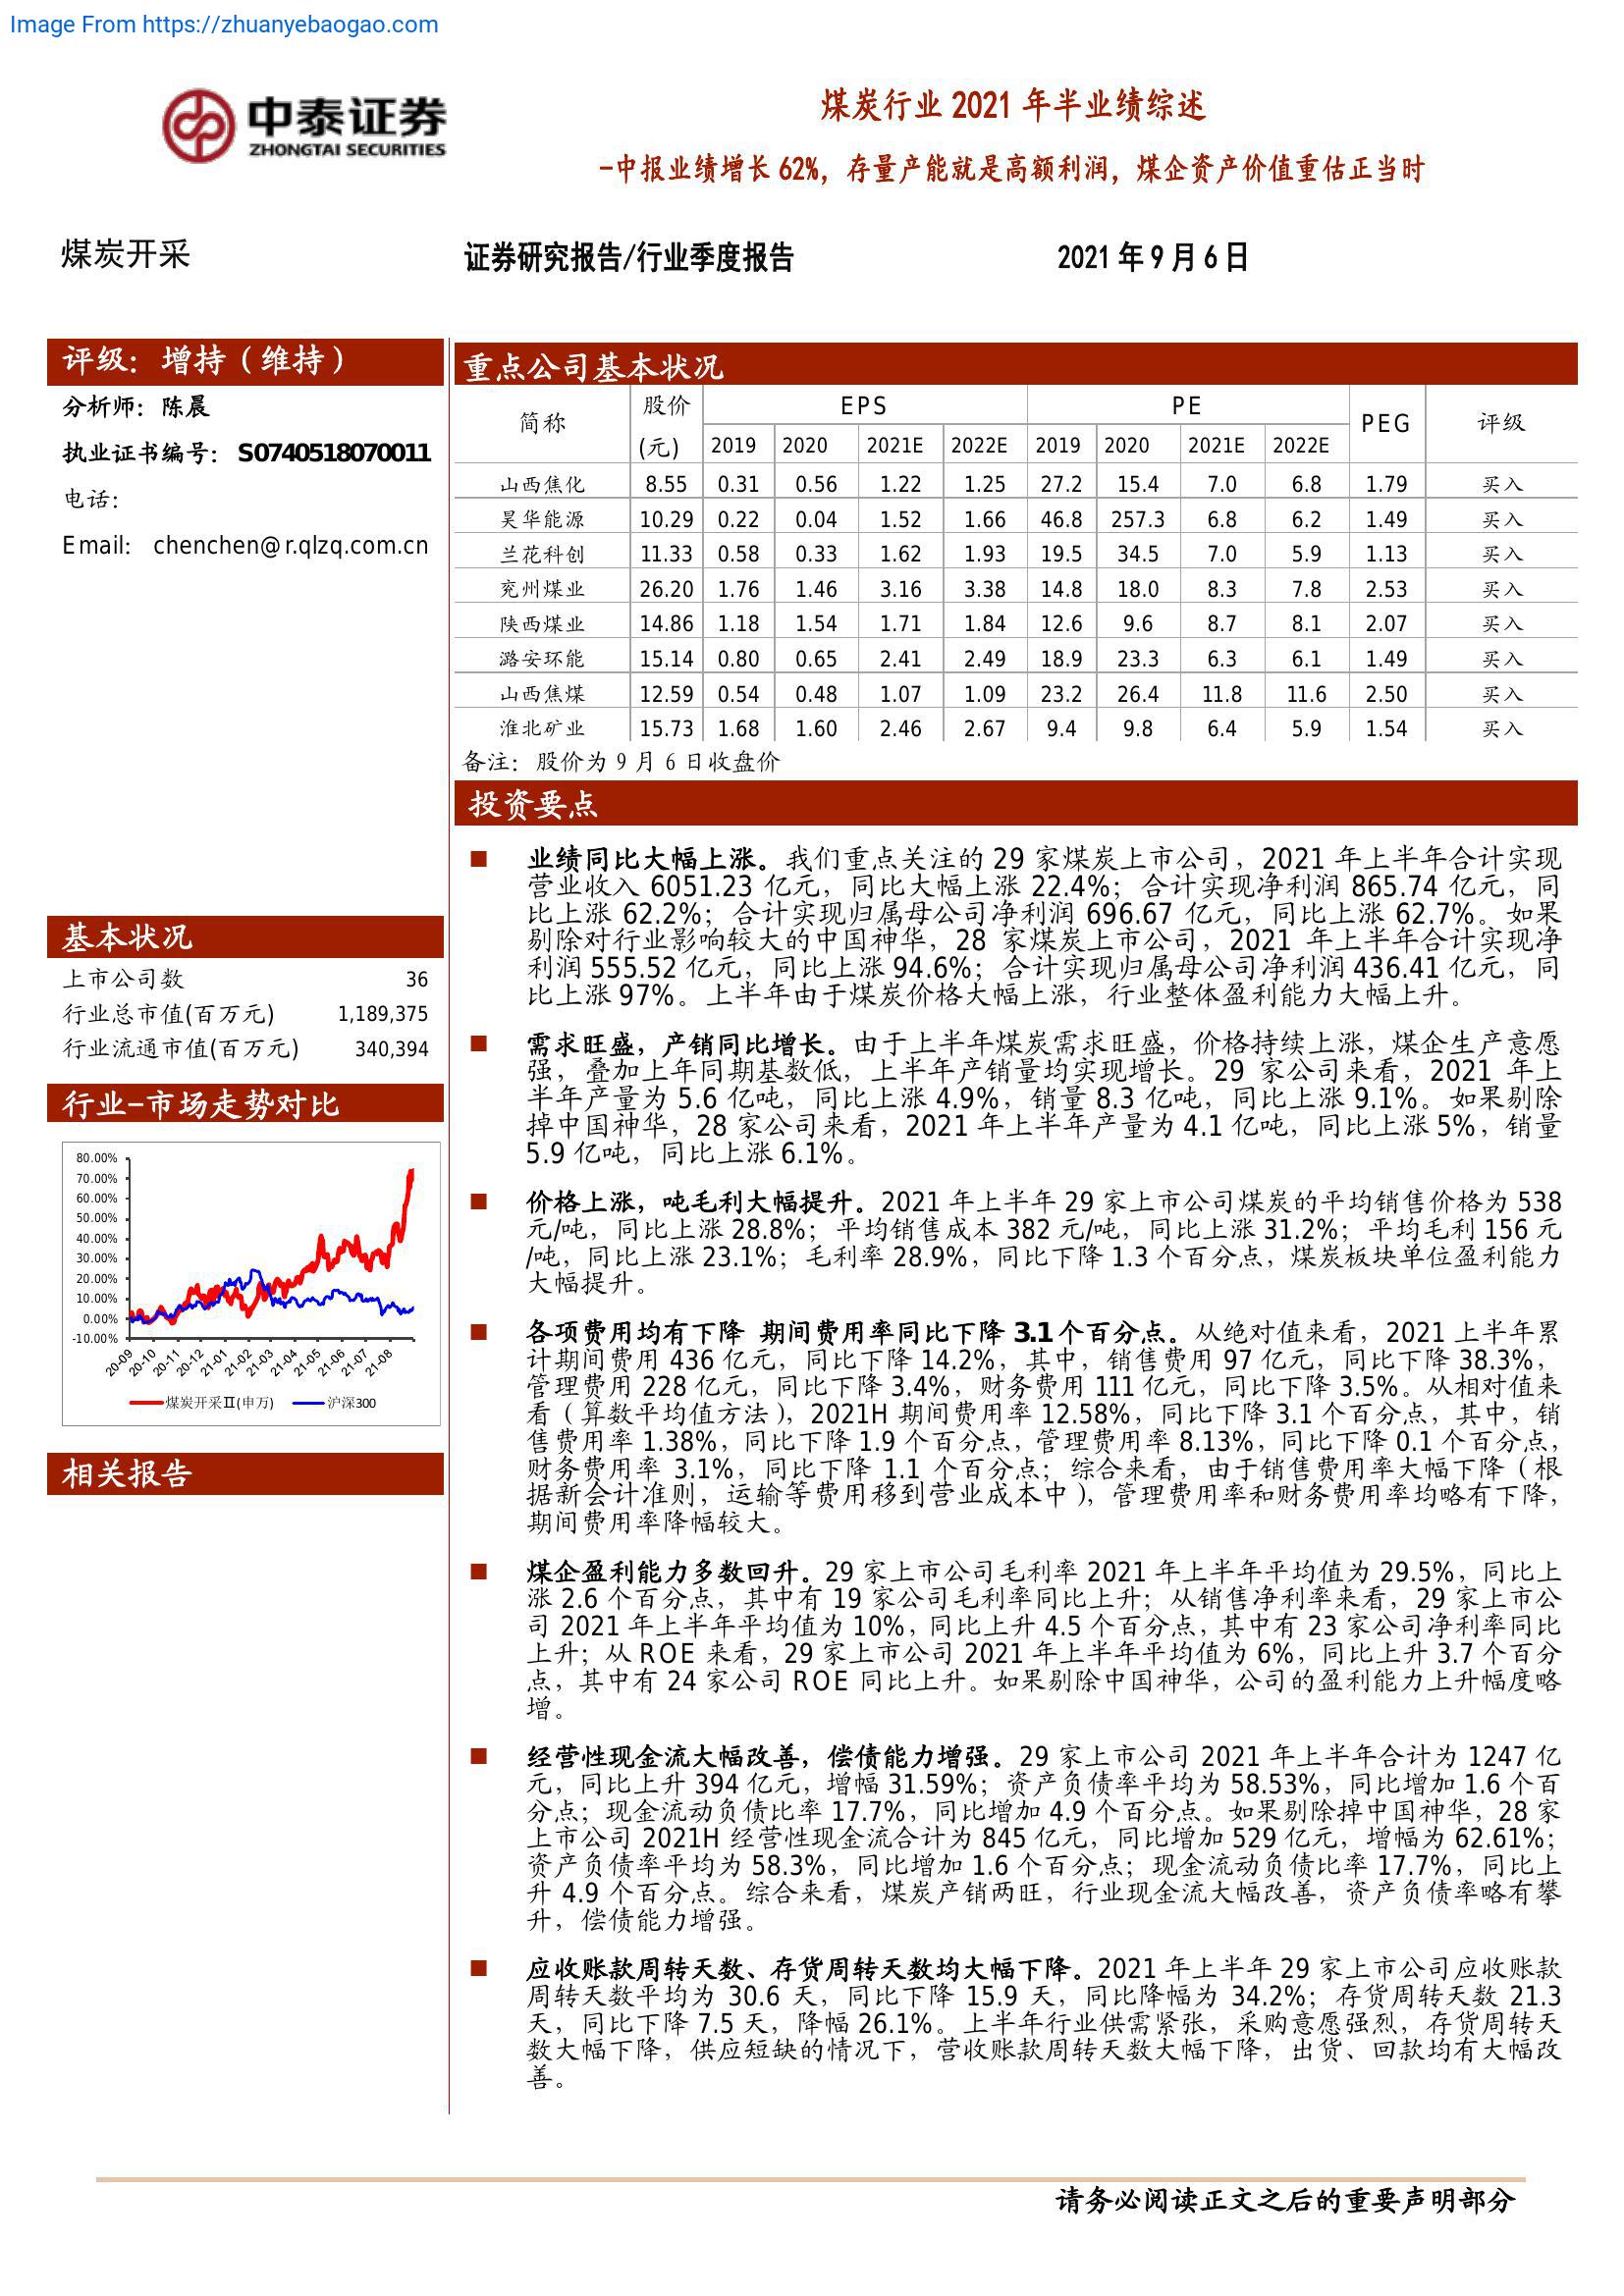 Image From https://zhuanyebaogao.com
中泰证券
ZHONGTAI SECURITIES
煤炭行业 2021 年半业绩综述
-中报业绩增长 62%，存量产能就是高额利润，煤企资产价值重估正当时
煤炭开采
证券研究报告/行业季度报告
2021 年 9 月 6 日
评级：增持（维持）
分析师：陈晨
执业证书编号：S0740518070011
电话：
Email：chenchen@r.qlzq.com.cn
基本状况
上市公司数 36
行业总市值(百万元) 1,189,375
行业流通市值(百万元) 340,394
行业-市场走势对比
80.00%
70.00%
60.00%
50.00%
40.00%
30.00%
20.00%
10.00%
0.00%
-10.00%
20-09 20-10 20-11 20-12 21-01 21-02 21-03 21-04 21-05 21-06 21-07 21-08
煤炭开采Ⅱ(申万) 沪深300
相关报告
重点公司基本状况
简称 股价(元) EPS PE PEG 评级
2019 2020 2021E 2022E 2019 2020 2021E 2022E
山西焦化 8.55 0.31 0.56 1.22 1.25 27.2 15.4 7.0 6.8 1.79 买入
昊华能源 10.29 0.22 0.04 1.52 1.66 46.8 257.3 6.8 6.2 1.49 买入
兰花科创 11.33 0.58 0.33 1.62 1.93 19.5 34.5 7.0 5.9 1.13 买入
兖州煤业 26.20 1.76 1.46 3.16 3.38 14.8 18.0 8.3 7.8 2.53 买入
陕西煤业 14.86 1.18 1.54 1.71 1.84 12.6 9.6 8.7 8.1 2.07 买入
潞安环能 15.14 0.80 0.65 2.41 2.49 18.9 23.3 6.3 6.1 1.49 买入
山西焦煤 12.59 0.54 0.48 1.07 1.09 23.2 26.4 11.8 11.6 2.50 买入
淮北矿业 15.73 1.68 1.60 2.46 2.67 9.4 9.8 6.4 5.9 1.54 买入
备注：股价为 9 月 6 日收盘价
投资要点
■ 业绩同比大幅上涨。我们重点关注的 29 家煤炭上市公司，2021 年上半年合计实现
营业收入 6051.23 亿元，同比大幅上涨 22.4%；合计实现净利润 865.74 亿元，同
比上涨 62.2%；合计实现归属母公司净利润 696.67 亿元，同比上涨 62.7%。如果
剔除对行业影响较大的中国神华，28 家煤炭上市公司，2021 年上半年合计实现净
利润 555.52 亿元，同比上涨 94.6%；合计实现归属母公司净利润 436.41 亿元，同
比上涨 97%。上半年由于煤炭价格大幅上涨，行业整体盈利能力大幅上升。
■ 需求旺盛，产销同比增长。由于上半年煤炭需求旺盛，价格持续上涨，煤企生产意愿
强，叠加上年同期基数低，上半年产销量均实现增长。29 家公司来看，2021 年上
半年产量为 5.6 亿吨，同比上涨 4.9%，销量 8.3 亿吨，同比上涨 9.1%。如果剔除
掉中国神华，28 家公司来看，2021 年上半年产量为 4.1 亿吨，同比上涨 5%，销量
5.9 亿吨，同比上涨 6.1%。
■ 价格上涨，吨毛利大幅提升。2021 年上半年 29 家上市公司煤炭的平均销售价格为 538
元/吨，同比上涨 28.8%；平均销售成本 382 元/吨，同比上涨 31.2%；平均毛利 156 元
/吨，同比上涨 23.1%；毛利率 28.9%，同比下降 1.3 个百分点，煤炭板块单位盈利能力
大幅提升。
■ 各项费用均有下降 期间费用率同比下降 3.1 个百分点。从绝对值来看，2021 上半年累
计期间费用 436 亿元，同比下降 14.2%，其中，销售费用 97 亿元，同比下降 38.3%，
管理费用 228 亿元，同比下降 3.4%，财务费用 111 亿元，同比下降 3.5%。从相对值来
看（算数平均值方法），2021H 期间费用率 12.58%，同比下降 3.1 个百分点，其中，销
售费用率 1.38%，同比下降 1.9 个百分点，管理费用率 8.13%，同比下降 0.1 个百分点，
财务费用率 3.1%，同比下降 1.1 个百分点；综合来看，由于销售费用率大幅下降（根
据新会计准则，运输等费用移到营业成本中），管理费用率和财务费用率均略有下降，
期间费用率降幅较大。
■ 煤企盈利能力多数回升。29 家上市公司毛利率 2021 年上半年平均值为 29.5%，同比上
涨 2.6 个百分点，其中有 19 家公司毛利率同比上升；从销售净利率来看，29 家上市公
司 2021 年上半年平均值为 10%，同比上升 4.5 个百分点，其中有 23 家公司净利率同比
上升；从 ROE 来看，29 家上市公司 2021 年上半年平均值为 6%，同比上升 3.7 个百分
点，其中有 24 家公司 ROE 同比上升。如果剔除中国神华，公司的盈利能力上升幅度略
增。
■ 经营性现金流大幅改善，偿债能力增强。29 家上市公司 2021 年上半年合计为 1247 亿
元，同比上升 394 亿元，增幅 31.59%；资产负债率平均为 58.53%，同比增加 1.6 个百
分点；现金流动负债比率 17.7%，同比增加 4.9 个百分点。如果剔除掉中国神华，28 家
上市公司 2021H 经营性现金流合计为 845 亿元，同比增加 529 亿元，增幅为 62.61%；
资产负债率平均为 58.3%，同比增加 1.6 个百分点；现金流动负债比率 17.7%，同比上
升 4.9 个百分点。综合来看，煤炭产销两旺，行业现金流大幅改善，资产负债率略有攀
升，偿债能力增强。
■ 应收账款周转天数、存货周转天数均大幅下降。2021 年上半年 29 家上市公司应收账款
周转天数平均为 30.6 天，同比下降 15.9 天，同比降幅为 34.2%；存货周转天数 21.3
天，同比下降 7.5 天，降幅 26.1%。上半年行业供需紧张，采购意愿强烈，存货周转天
数大幅下降，供应短缺的情况下，营收账款周转天数大幅下降，出货、回款均有大幅改
善。
请务必阅读正文之后的重要声明部分